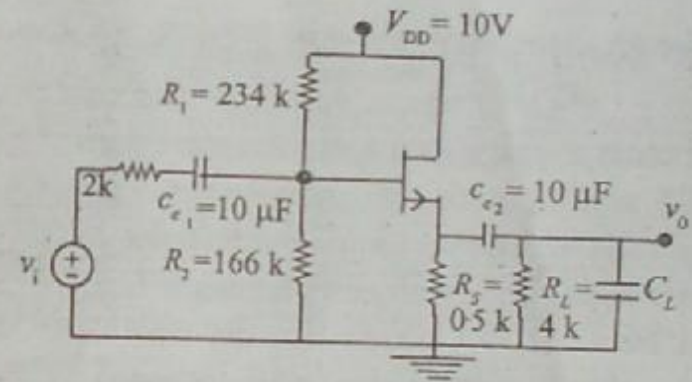 V_DD = 10V
R_1 = 234 k
2k
C_c1 = 10 μF
C_c2 = 10 μF
v_0
v_i
R_2 = 166 k
R_S = 0·5 k
R_L = 4 k
C_L